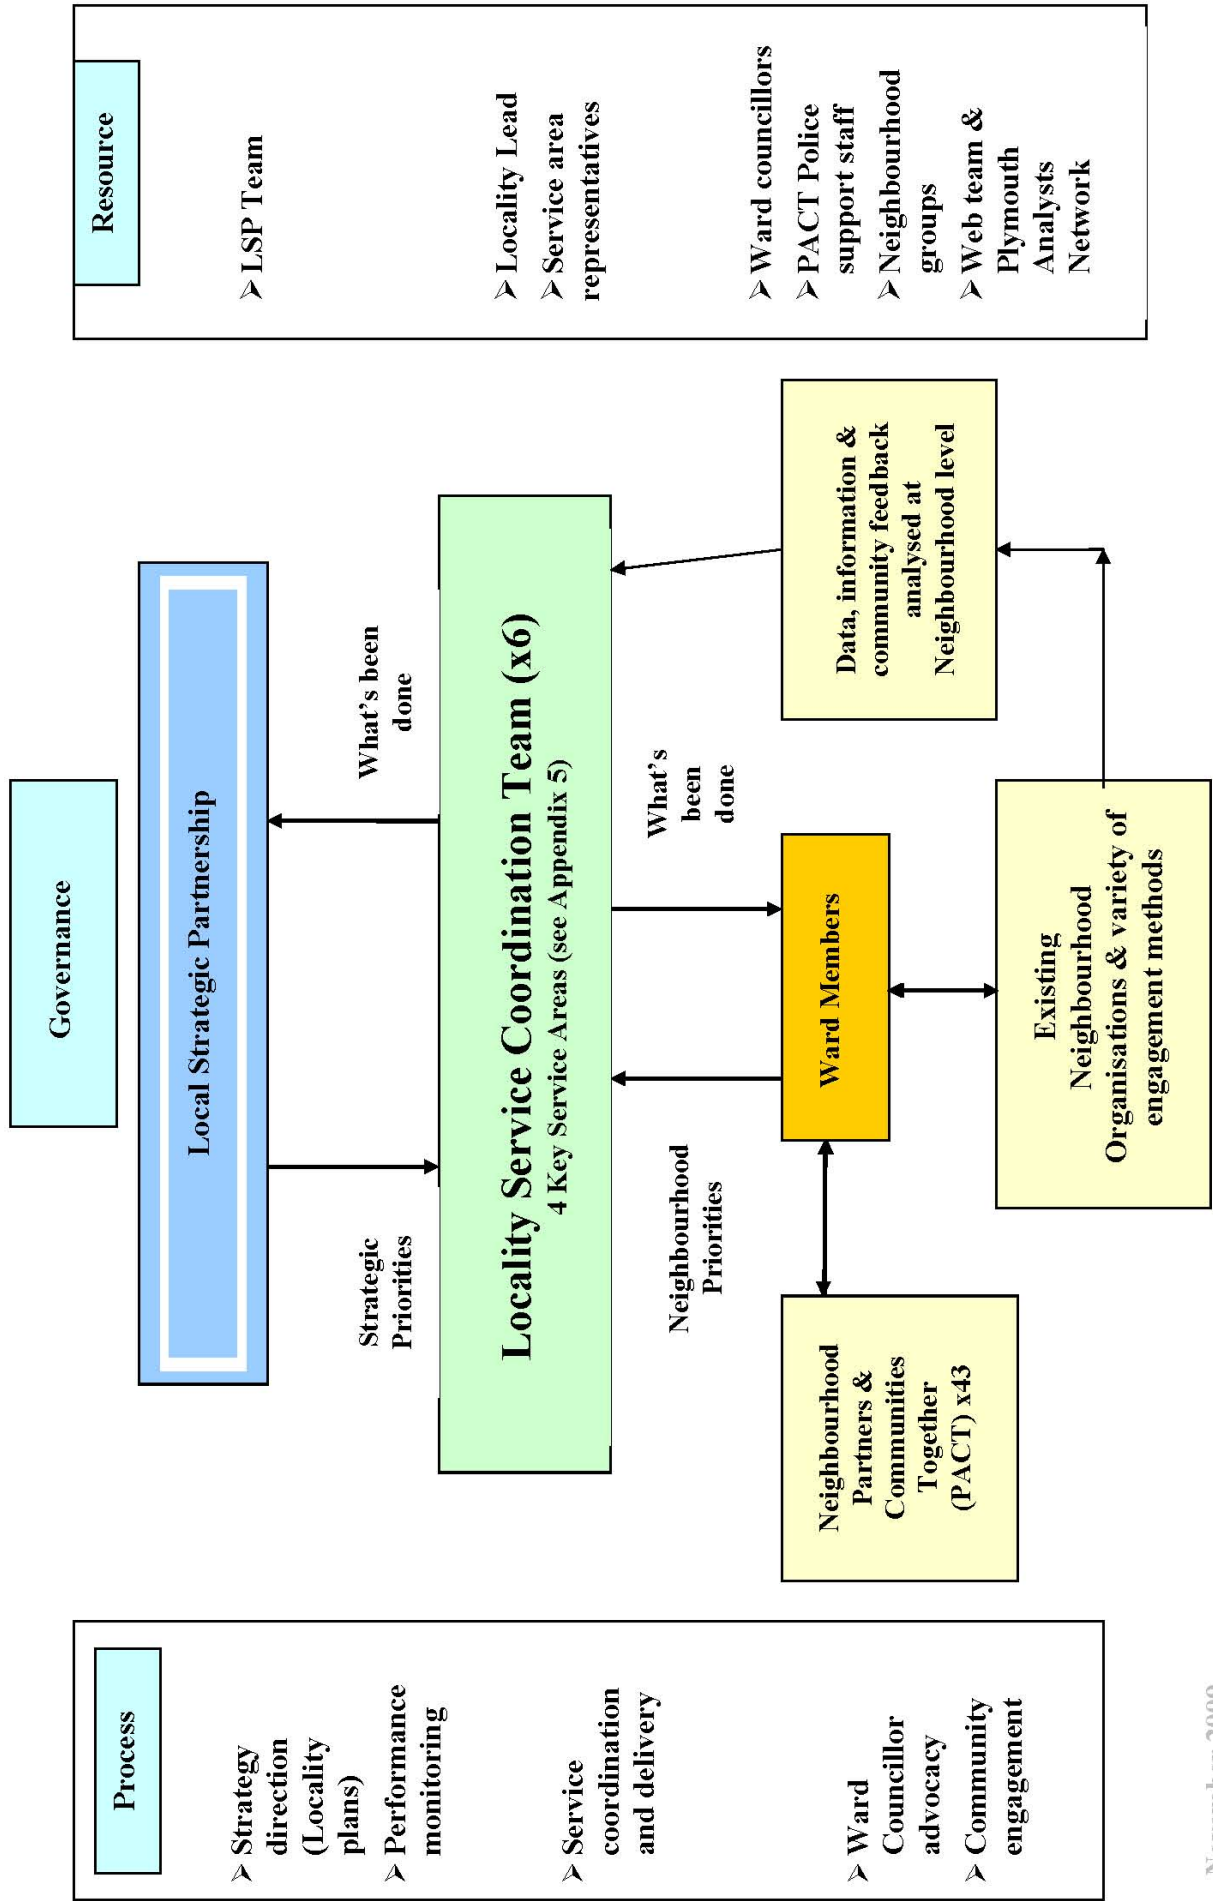 Process
➢ Strategy
direction
(Locality
plans)
➢ Performance
monitoring
➢ Service
coordination
and delivery
➢ Ward
Councillor
advocacy
➢ Community
engagement
Governance
Local Strategic Partnership
Strategic
Priorities
What's been
done
Locality Service Coordination Team (x6)
4 Key Service Areas (see Appendix 5)
Neighbourhood
Priorities
What's
been
done
Neighbourhood
Partners &
Communities
Together
(PACT) x43
Ward Members
Data, information &
community feedback
analysed at
Neighbourhood level
Existing
Neighbourhood
Organisations & variety of
engagement methods
Resource
➢ LSP Team
➢ Locality Lead
➢ Service area
representatives
➢ Ward councillors
➢ PACT Police
support staff
➢ Neighbourhood
groups
➢ Web team &
Plymouth
Analysts
Network
November 2009